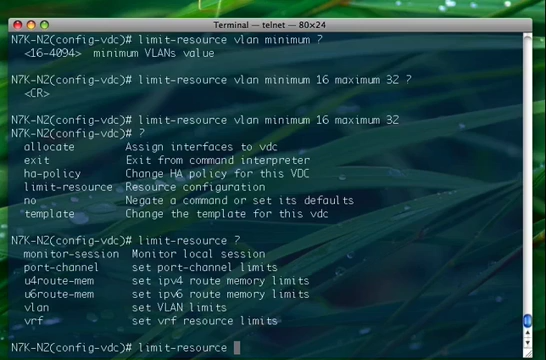 Terminal — telnet — 80×24
N7K-N2(config-vdc)# limit-resource vlan minimum ?
<16-4094>  minimum VLANs value
N7K-N2(config-vdc)# limit-resource vlan minimum 16 maximum 32 ?
<CR>
N7K-N2(config-vdc)# limit-resource vlan minimum 16 maximum 32
N7K-N2(config-vdc)# ?
allocate        Assign interfaces to vdc
exit            Exit from command interpreter
ha-policy       Change HA policy for this VDC
limit-resource  Resource configuration
no              Negate a command or set its defaults
template        Change the template for this vdc
N7K-N2(config-vdc)# limit-resource ?
monitor-session  Monitor local session
port-channel     set port-channel limits
u4route-mem      set ipv4 route memory limits
u6route-mem      set ipv6 route memory limits
vlan             set VLAN limits
vrf              set vrf resource limits
N7K-N2(config-vdc)# limit-resource